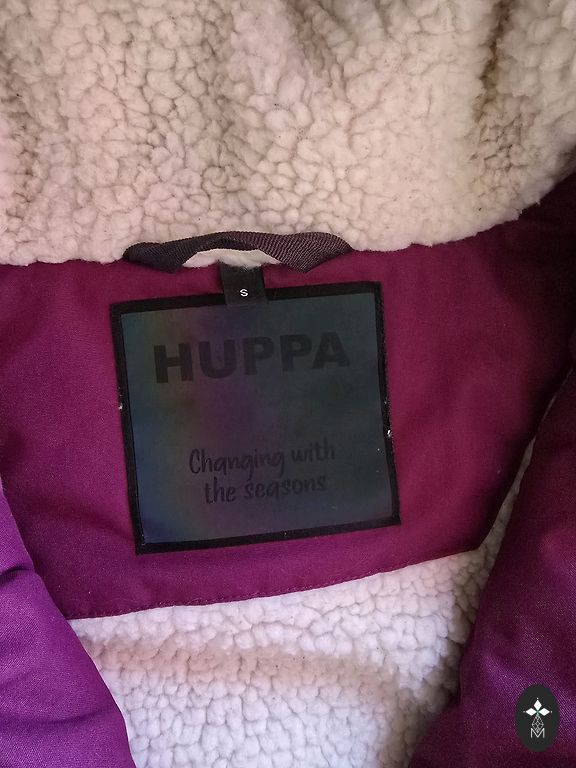 S
HUPPA
Changing with
the seasons
M